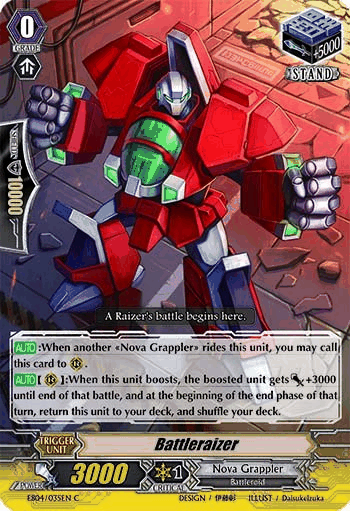 0
GRADE
+5000
STAND
SHIELD
10000
A Raizer's battle begins here.
AUTO:When another «Nova Grappler» rides this unit, you may call
this card to .
AUTO[ ]:When this unit boosts, the boosted unit gets +3000
until end of that battle, and at the beginning of the end phase of that
turn, return this unit to your deck, and shuffle your deck.
TRIGGER
UNIT
Battleraizer
POWER
3000
1
CRITICAL
Nova Grappler
Battleroid
EB04/035EN C
DESIGN / 伊藤彰
ILLUST / DaisukeIzuka